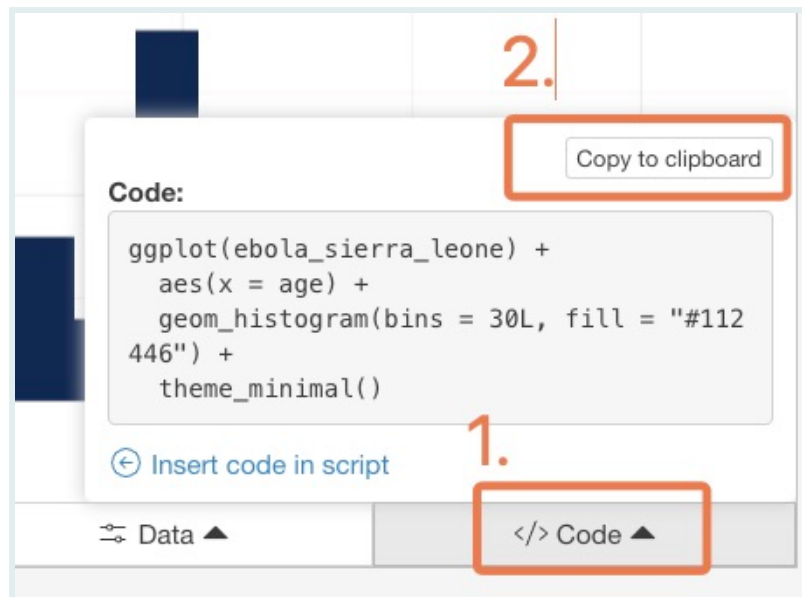 2.
Copy to clipboard
Code:
ggplot(ebola_sierra_leone) +
  aes(x = age) +
  geom_histogram(bins = 30L, fill = "#112
446") +
  theme_minimal()
1.
Insert code in script
Data
</> Code